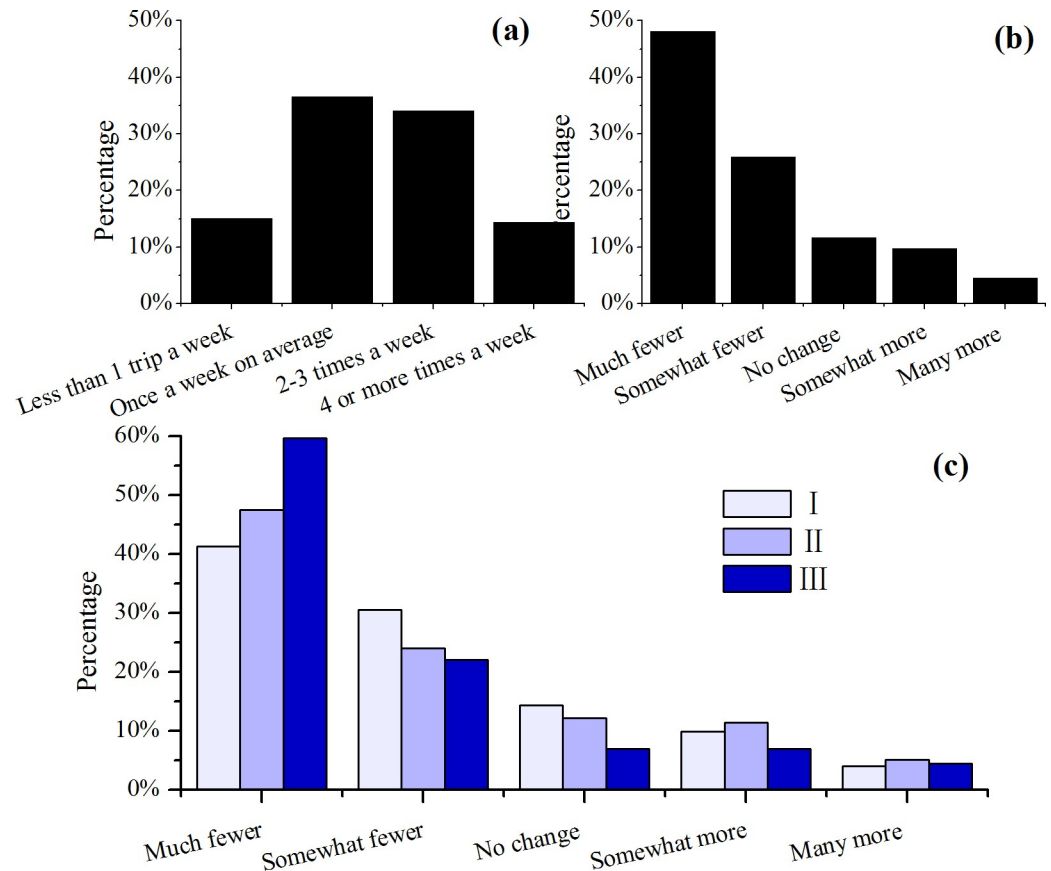 (a)
50%
40%
30%
20%
10%
0%
Percentage
Less than 1 trip a week
Once a week on average
2-3 times a week
4 or more times a week
(b)
50%
40%
30%
20%
10%
0%
ercentage
Much fewer
Somewhat fewer
No change
Somewhat more
Many more
(c)
60%
50%
40%
30%
20%
10%
0%
Percentage
I
II
III
Much fewer
Somewhat fewer
No change
Somewhat more
Many more